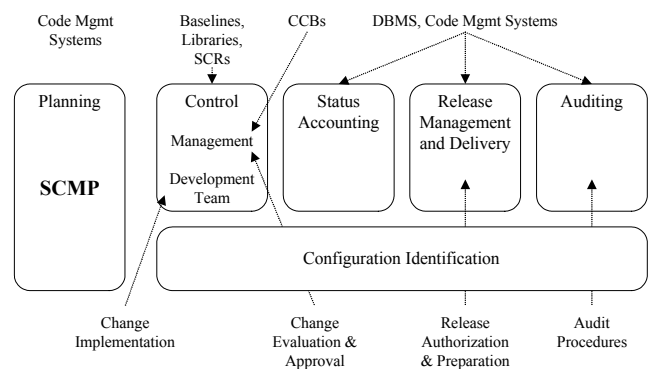 Code Mgmt
Systems
Baselines,
Libraries,
SCRs
CCBs
DBMS, Code Mgmt Systems
Planning
SCMP
Control
Management
Development
Team
Status
Accounting
Release
Management
and Delivery
Auditing
Configuration Identification
Change
Implementation
Change
Evaluation &
Approval
Release
Authorization
& Preparation
Audit
Procedures